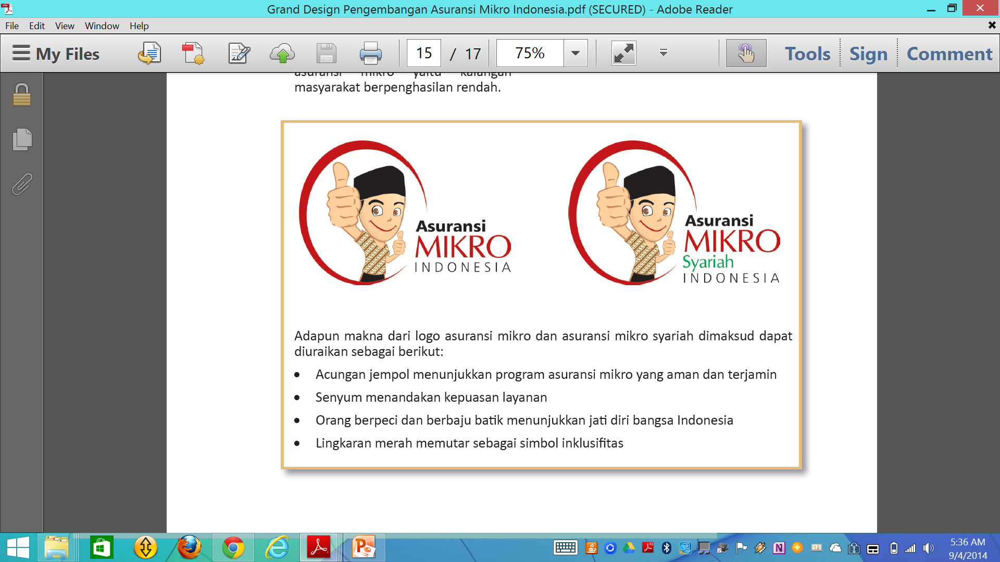 Grand Design Pengembangan Asuransi Mikro Indonesia.pdf (SECURED) - Adobe Reader
File Edit View Window Help
My Files 15 / 17 75% Tools Sign Comment
asuransi mikro yaitu kalangan
masyarakat berpenghasilan rendah.
Asuransi
MIKRO
INDONESIA
Asuransi
MIKRO
Syariah
INDONESIA
Adapun makna dari logo asuransi mikro dan asuransi mikro syariah dimaksud dapat
diuraikan sebagai berikut:
• Acungan jempol menunjukkan program asuransi mikro yang aman dan terjamin
• Senyum menandakan kepuasan layanan
• Orang berpeci dan berbaju batik menunjukkan jati diri bangsa Indonesia
• Lingkaran merah memutar sebagai simbol inklusifitas
5:36 AM
9/4/2014